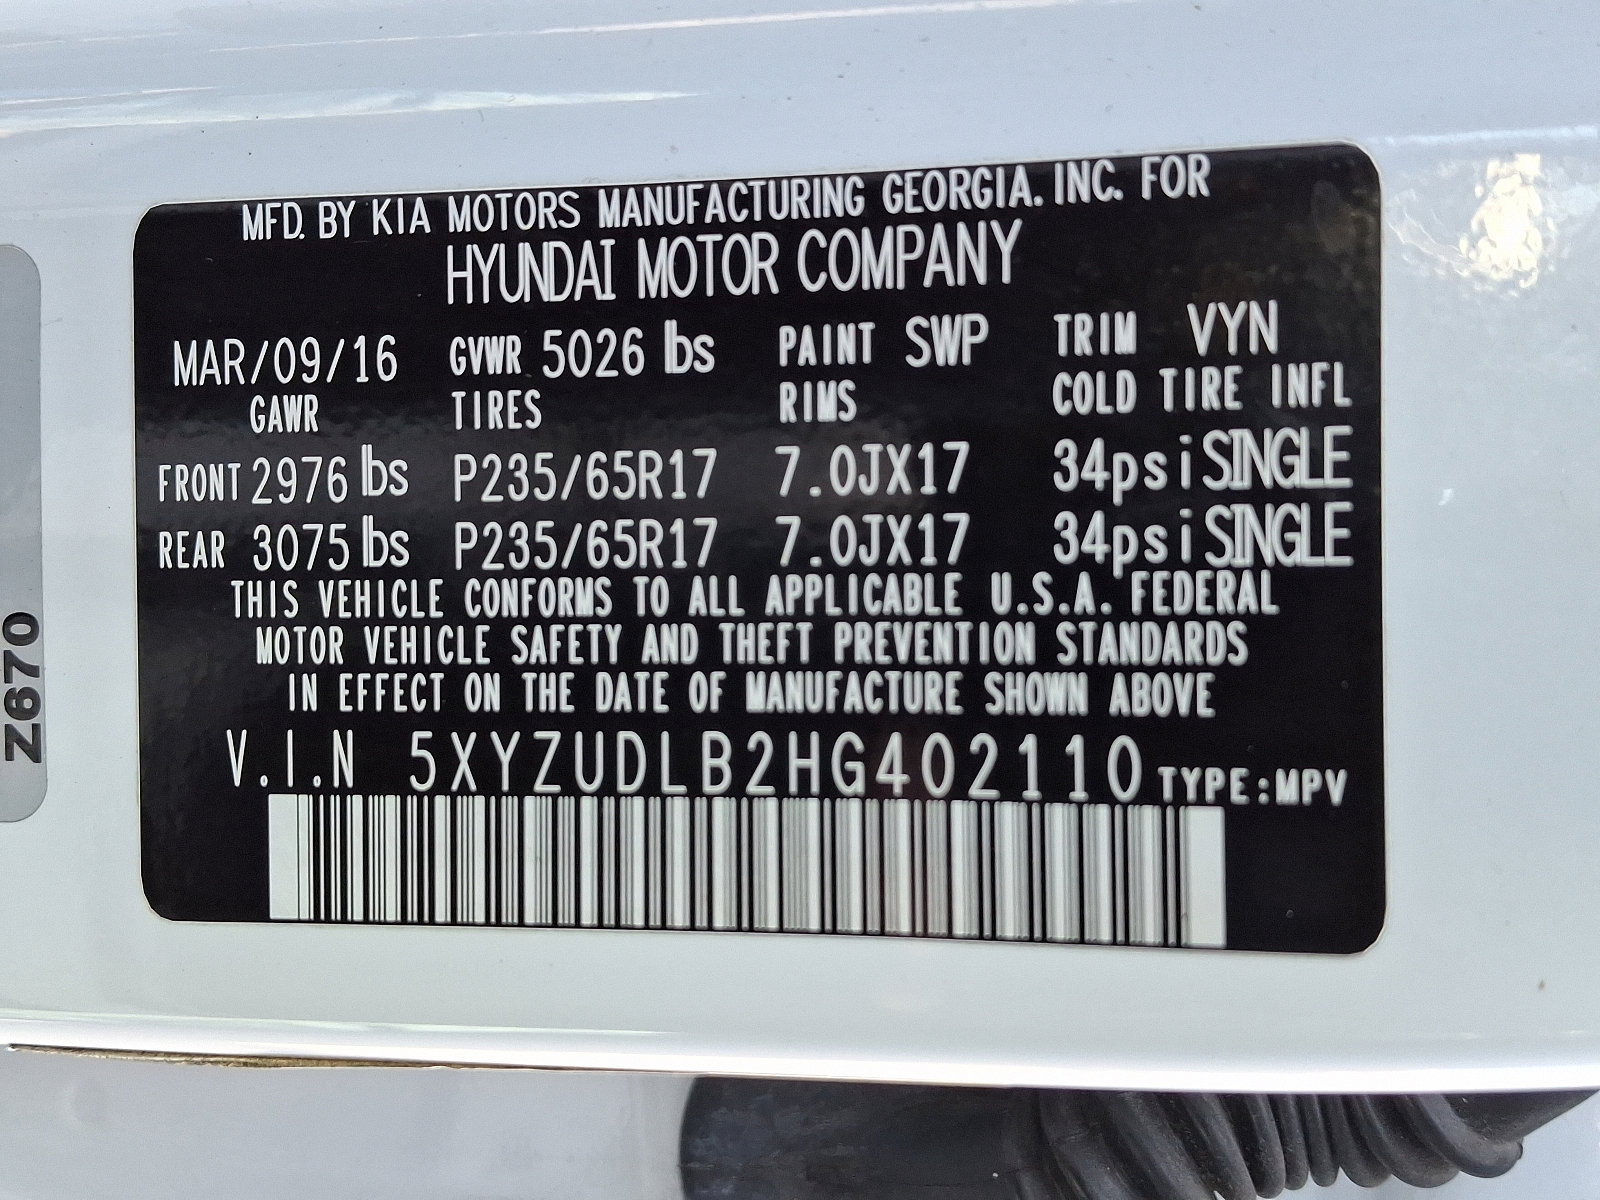 MFD. BY KIA MOTORS MANUFACTURING GEORGIA. INC. FOR
HYUNDAI MOTOR COMPANY
MAR/09/16 GVWR 5026 lbs PAINT SWP TRIM VYN
GAWR TIRES RIMS COLD TIRE INFL
FRONT 2976 lbs P235/65R17 7.0JX17 34psi SINGLE
REAR 3075 lbs P235/65R17 7.0JX17 34psi SINGLE
THIS VEHICLE CONFORMS TO ALL APPLICABLE U.S.A. FEDERAL
MOTOR VEHICLE SAFETY AND THEFT PREVENTION STANDARDS
IN EFFECT ON THE DATE OF MANUFACTURE SHOWN ABOVE
V.I.N 5XYZUDLB2HG402110 TYPE:MPV
Z670